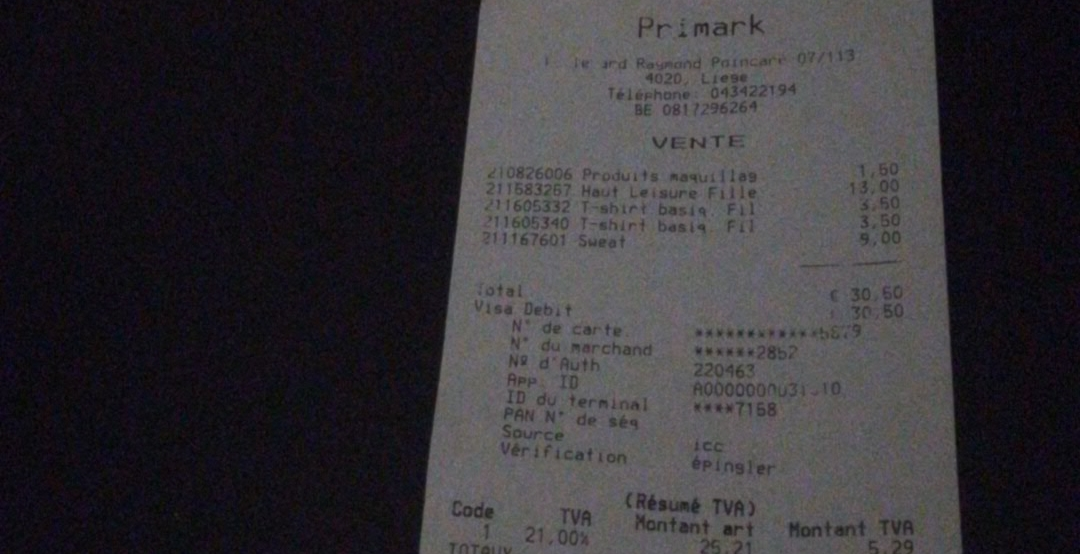 Primark
Raymond Poincare 07/113
4020, Liege
Téléphone: 043422194
BE 0817296264
VENTE
210826006 Produits maquillag 1,50
211583267 Haut Leisure Fille 13,00
211605332 T-shirt basiq. Fil 3,50
211605340 T-shirt basiq. Fil 3,50
211167601 Sweat 9,00
Total € 30,50
Visa Debit 30,50
N° de carte
N° du marchand ******2862
Nº d'Auth 220463
App. ID
ID du terminal ****7168
PAN N° de séq
Source icc
Vérification épingler
(Résumé TVA)
Code TVA Montant art Montant TVA
1 21,00% 25,21 5,29